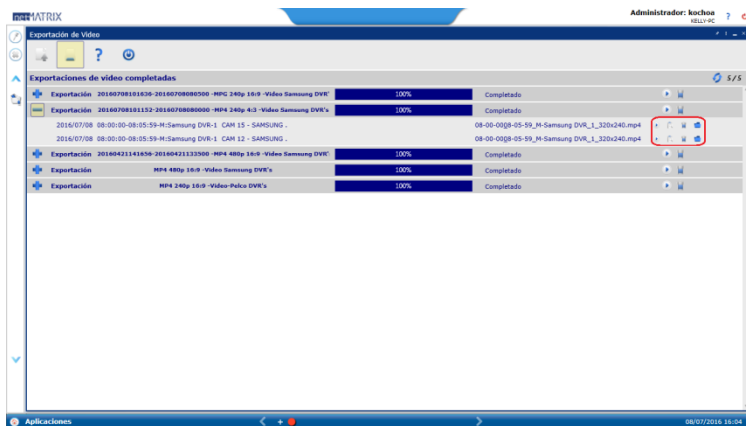 netMATRIX
Administrador: kochoa
KELLY-PC
Exportación de Video
Exportaciones de video completadas
5/5
Exportación 20160708101836-20160708080500 -MPG 240p 16:9 -Video Samsung DVR' 100% Completado
Exportación 20160708101152-20160708080000 -MP4 240p 4:3 -Video Samsung DVR's 100% Completado
2016/07/08 08:00:00-08:05:59-M:Samsung DVR-1 CAM 15 - SAMSUNG . 08-00-0008-05-59_M-Samsung DVR_1_320x240.mp4
2016/07/08 08:00:00-08:05:59-M:Samsung DVR-1 CAM 12 - SAMSUNG . 08-00-0008-05-59_M-Samsung DVR_1_320x240.mp4
Exportación 20160421141656-20160421133500 -MP4 480p 16:9 -Video Samsung DVR' 100% Completado
Exportación MP4 480p 16:9 -Video Samsung DVR's 100% Completado
Exportación MP4 240p 16:9 -Video-Pelco DVR's 100% Completado
Aplicaciones
08/07/2016 16:04